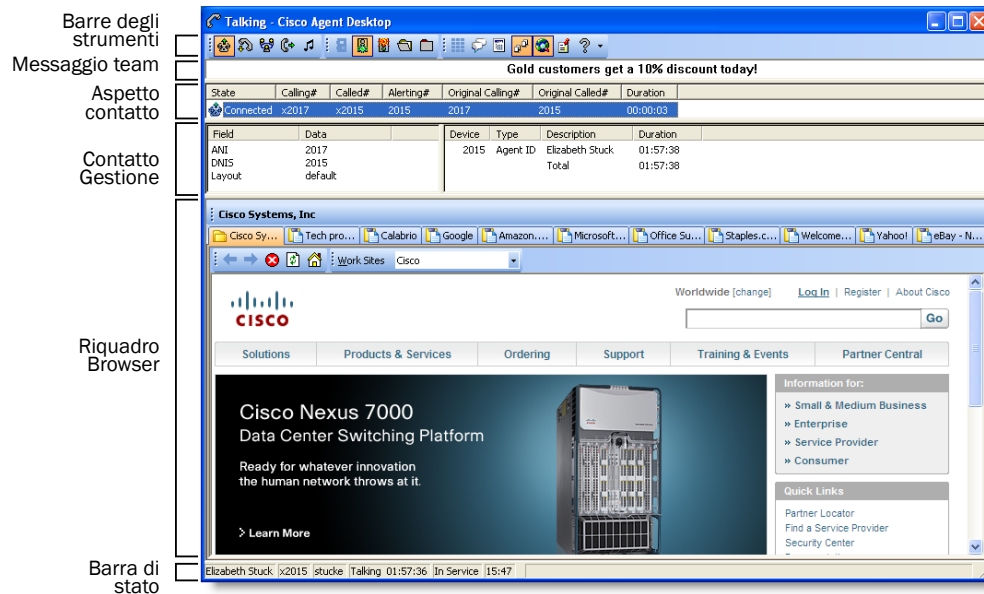 Barre degli
strumenti
Messaggio team
Aspetto
contatto
Contatto
Gestione
Riquadro
Browser
Barra di
stato
Talking - Cisco Agent Desktop
Gold customers get a 10% discount today!
State Calling# Called# Alerting# Original Calling# Original Called# Duration
Connected x2017 x2015 2015 2017 2015 00:00:03
Field Data
ANI 2017
DNIS 2015
Layout default
Device Type Description Duration
2015 Agent ID Elizabeth Stuck 01:57:38
Total 01:57:38
Cisco Systems, Inc
Cisco Sy... Tech pro... Calabrio Google Amazon.... Microsoft... Office Su... Staples.c... Welcome... Yahoo! eBay - N...
Work Sites Cisco
Worldwide [change] Log In | Register | About Cisco
CISCO
Go
Solutions Products & Services Ordering Support Training & Events Partner Central
Cisco Nexus 7000
Data Center Switching Platform
Ready for whatever innovation
the human network throws at it.
Learn More
Information for:
» Small & Medium Business
» Enterprise
» Service Provider
» Consumer
Quick Links
Partner Locator
Find a Service Provider
Security Center
Elizabeth Stuck x2015 stucke Talking 01:57:36 In Service 15:47